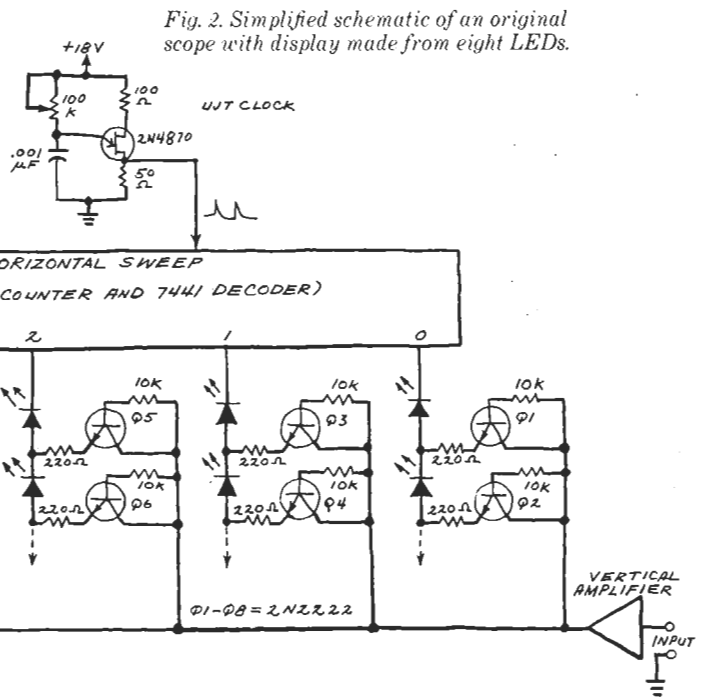 Fig. 2. Simplified schematic of an original
scope with display made from eight LEDs.
+18V
100
k
100
Ω
UJT CLOCK
2N4870
.001
µF
50
Ω
ORIZONTAL SWEEP
COUNTER AND 7441 DECODER)
2
1
0
10K
10K
10K
Q5
Q3
Q1
220Ω
220Ω
220Ω
10K
10K
10K
220Ω
Q6
220Ω
Q4
220Ω
Q2
VERTICAL
AMPLIFIER
Q1-Q8=2N2222
INPUT